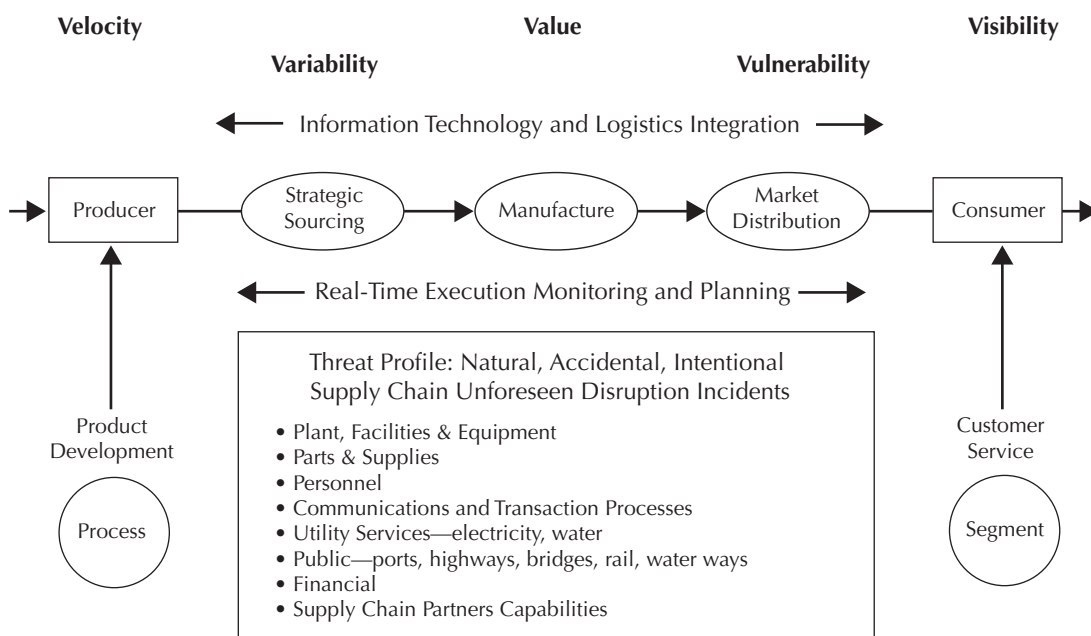 Velocity
Value
Visibility
Variability
Vulnerability
Information Technology and Logistics Integration
Producer
Strategic
Sourcing
Manufacture
Market
Distribution
Consumer
Real-Time Execution Monitoring and Planning
Threat Profile: Natural, Accidental, Intentional
Supply Chain Unforeseen Disruption Incidents
• Plant, Facilities & Equipment
• Parts & Supplies
• Personnel
• Communications and Transaction Processes
• Utility Services—electricity, water
• Public—ports, highways, bridges, rail, water ways
• Financial
• Supply Chain Partners Capabilities
Product
Development
Process
Customer
Service
Segment